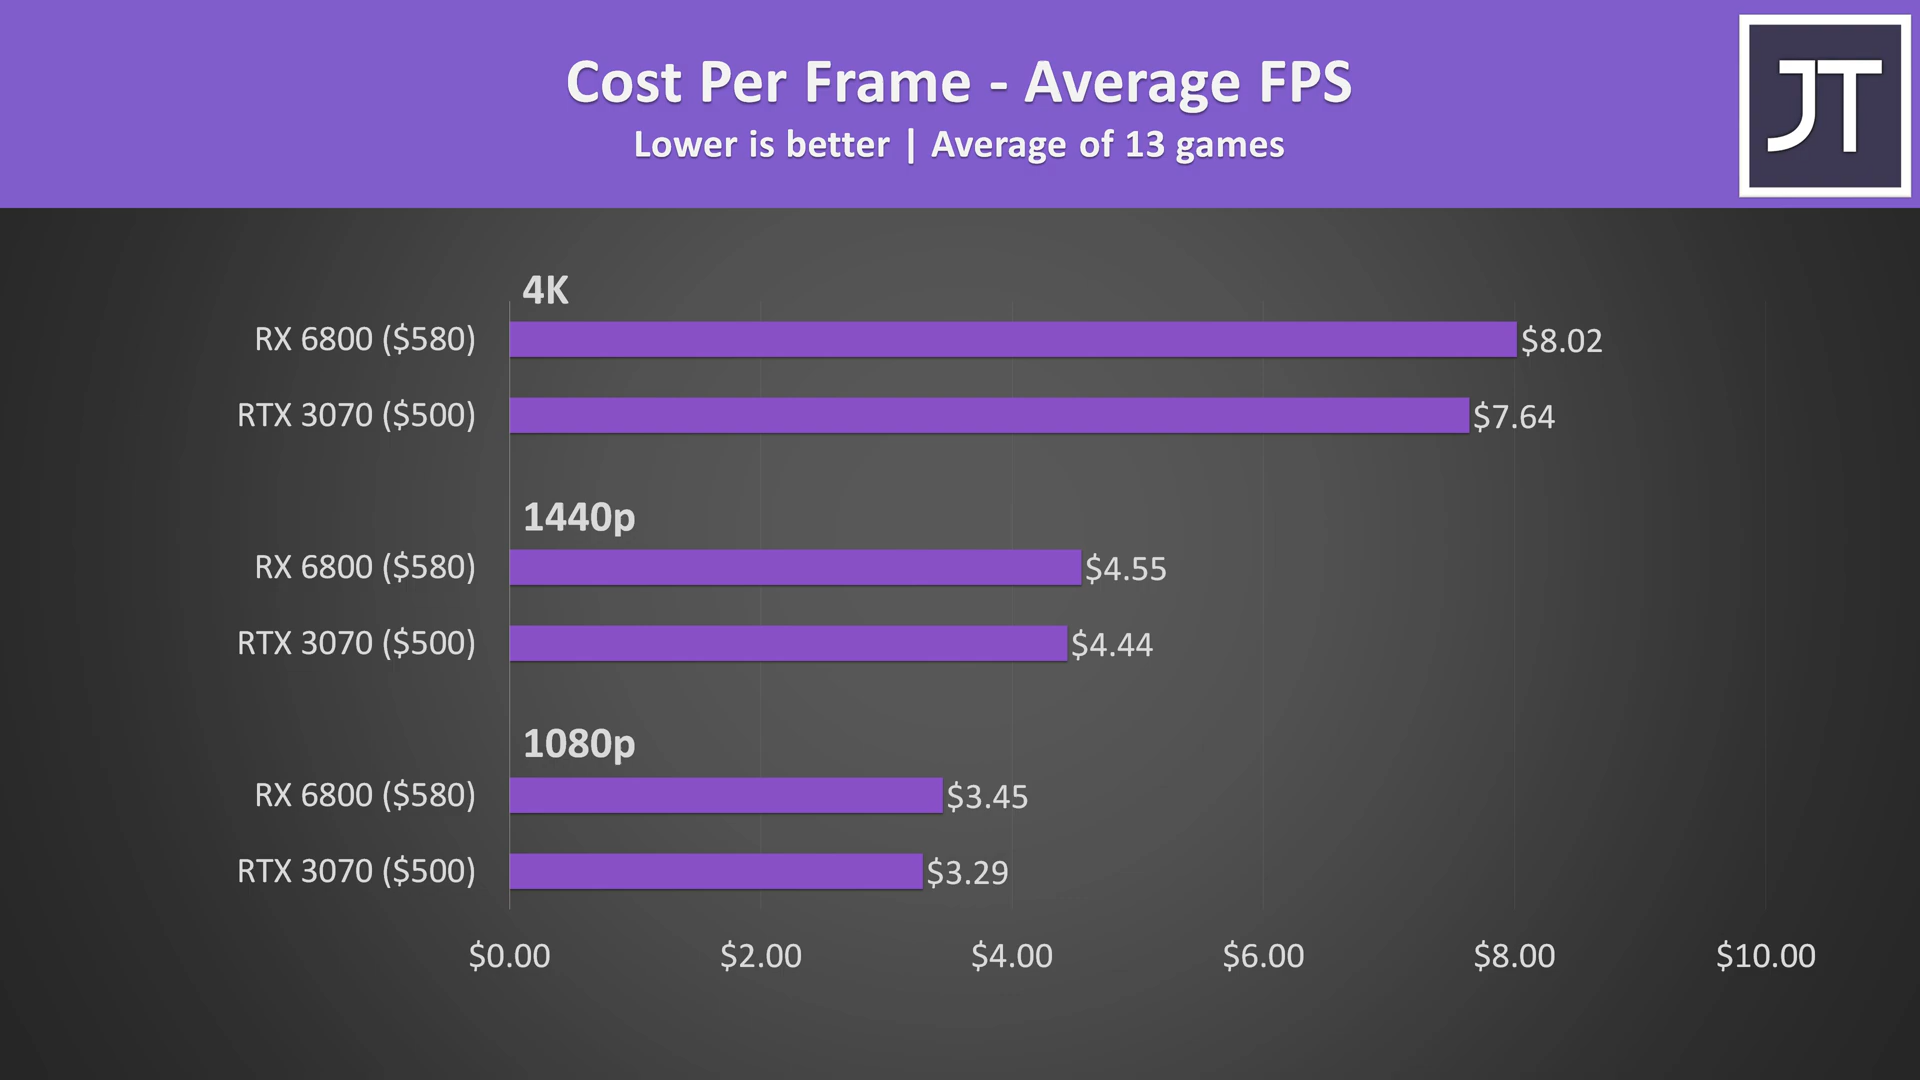 Cost Per Frame - Average FPS
Lower is better | Average of 13 games
JT
4K
RX 6800 ($580) $8.02
RTX 3070 ($500) $7.64
1440p
RX 6800 ($580) $4.55
RTX 3070 ($500) $4.44
1080p
RX 6800 ($580) $3.45
RTX 3070 ($500) $3.29
$0.00 $2.00 $4.00 $6.00 $8.00 $10.00